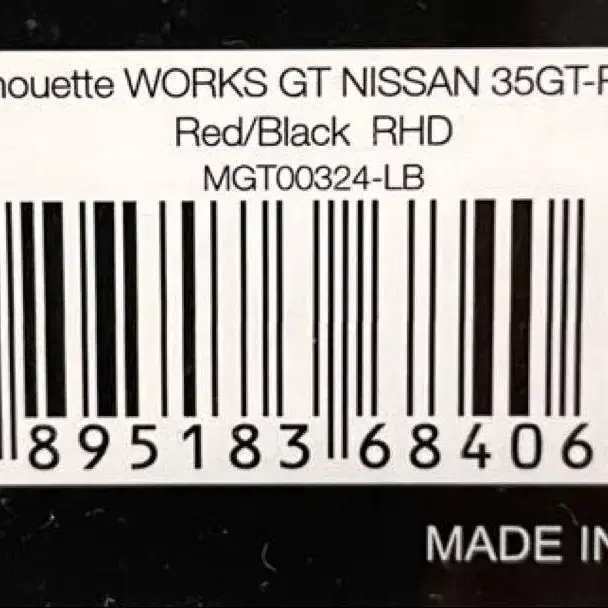 houette WORKS GT NISSAN 35GT-R
Red/Black RHD
MGT00324-LB
895183 68406
MADE IN